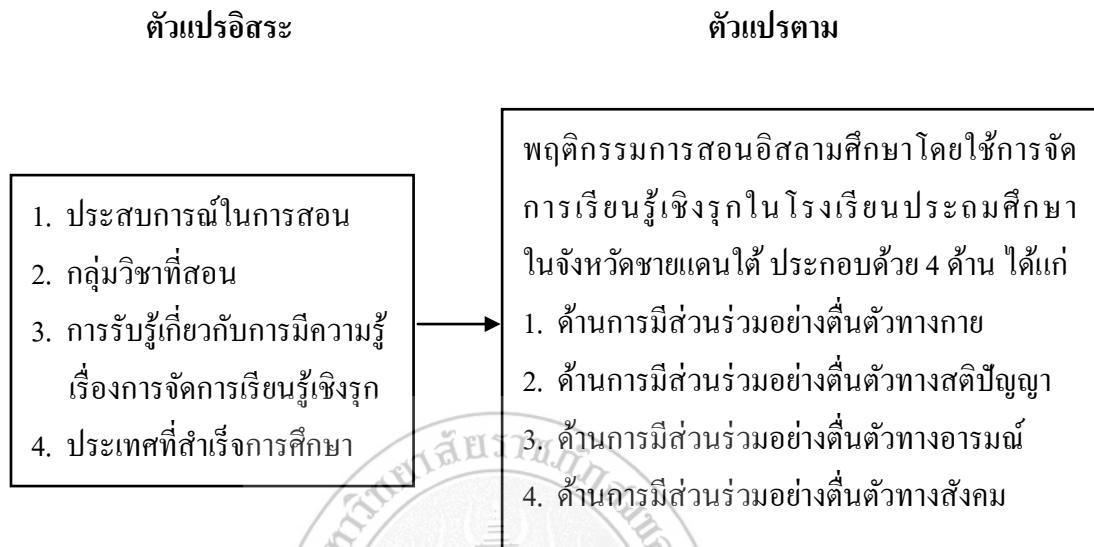 ตัวแปรอิสระ
ตัวแปรตาม
1. ประสบการณ์ในการสอน
2. กลุ่มวิชาที่สอน
3. การรับรู้เกี่ยวกับการมีความรู้
เรื่องการจัดการเรียนรู้เชิงรุก
4. ประเทศที่สำเร็จการศึกษา
พฤติกรรมการสอนอิสลามศึกษาโดยใช้การจัด
การเรียนรู้เชิงรุกในโรงเรียนประถมศึกษา
ในจังหวัดชายแดนใต้ ประกอบด้วย 4 ด้าน ได้แก่
1. ด้านการมีส่วนร่วมอย่างตื่นตัวทางกาย
2. ด้านการมีส่วนร่วมอย่างตื่นตัวทางสติปัญญา
3. ด้านการมีส่วนร่วมอย่างตื่นตัวทางอารมณ์
4. ด้านการมีส่วนร่วมอย่างตื่นตัวทางสังคม